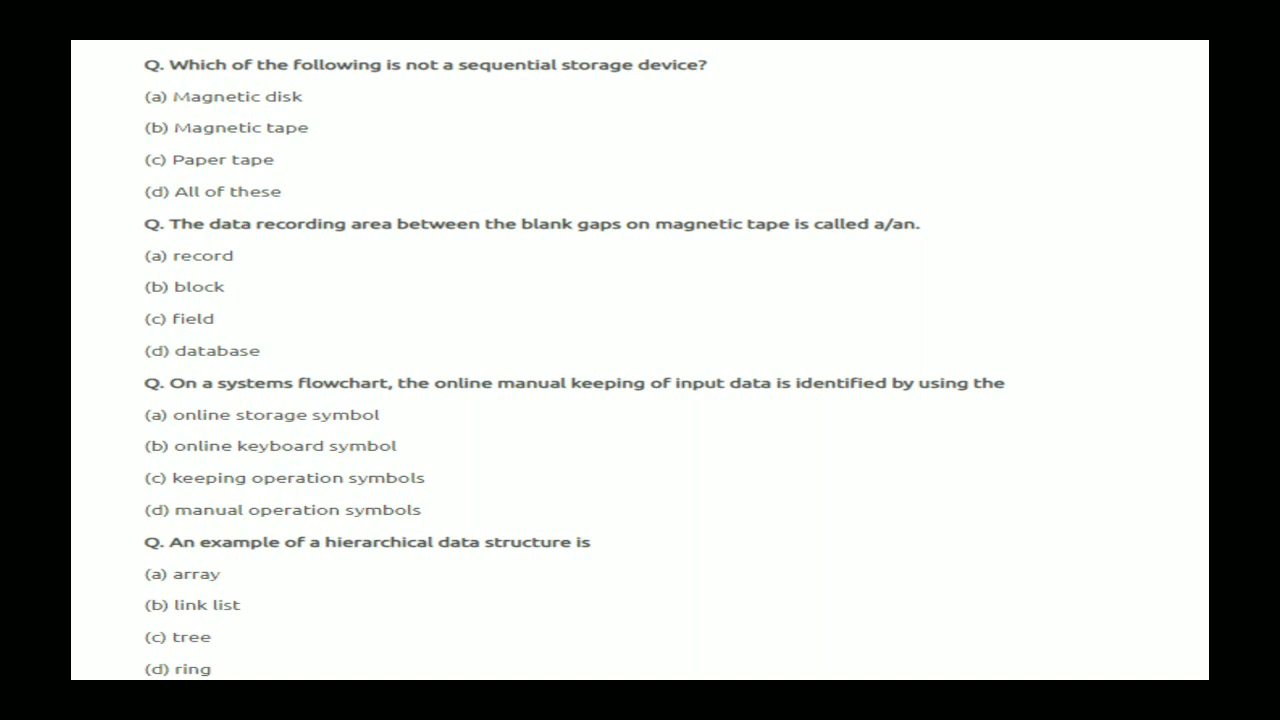 Q. Which of the following is not a sequential storage device?
(a) Magnetic disk
(b) Magnetic tape
(c) Paper tape
(d) All of these
Q. The data recording area between the blank gaps on magnetic tape is called a/an.
(a) record
(b) block
(c) field
(d) database
Q. On a systems flowchart, the online manual keeping of input data is identified by using the
(a) online storage symbol
(b) online keyboard symbol
(c) keeping operation symbols
(d) manual operation symbols
Q. An example of a hierarchical data structure is
(a) array
(b) link list
(c) tree
(d) ring